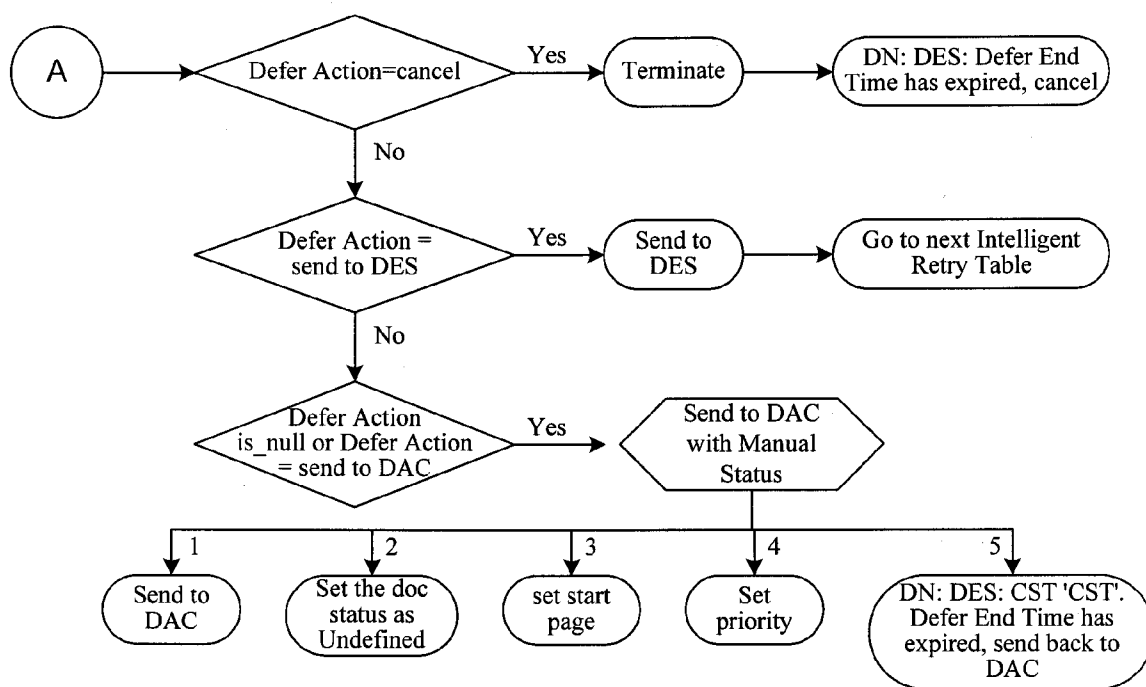 A
Defer Action=cancel
Yes
Terminate
DN: DES: Defer End
Time has expired, cancel
No
Defer Action =
send to DES
Yes
Send to
DES
Go to next Intelligent
Retry Table
No
Defer Action
is_null or Defer Action
= send to DAC
Yes
Send to DAC
with Manual
Status
1
Send to
DAC
2
Set the doc
status as
Undefined
3
set start
page
4
Set
priority
5
DN: DES: CST 'CST'.
Defer End Time has
expired, send back to
DAC